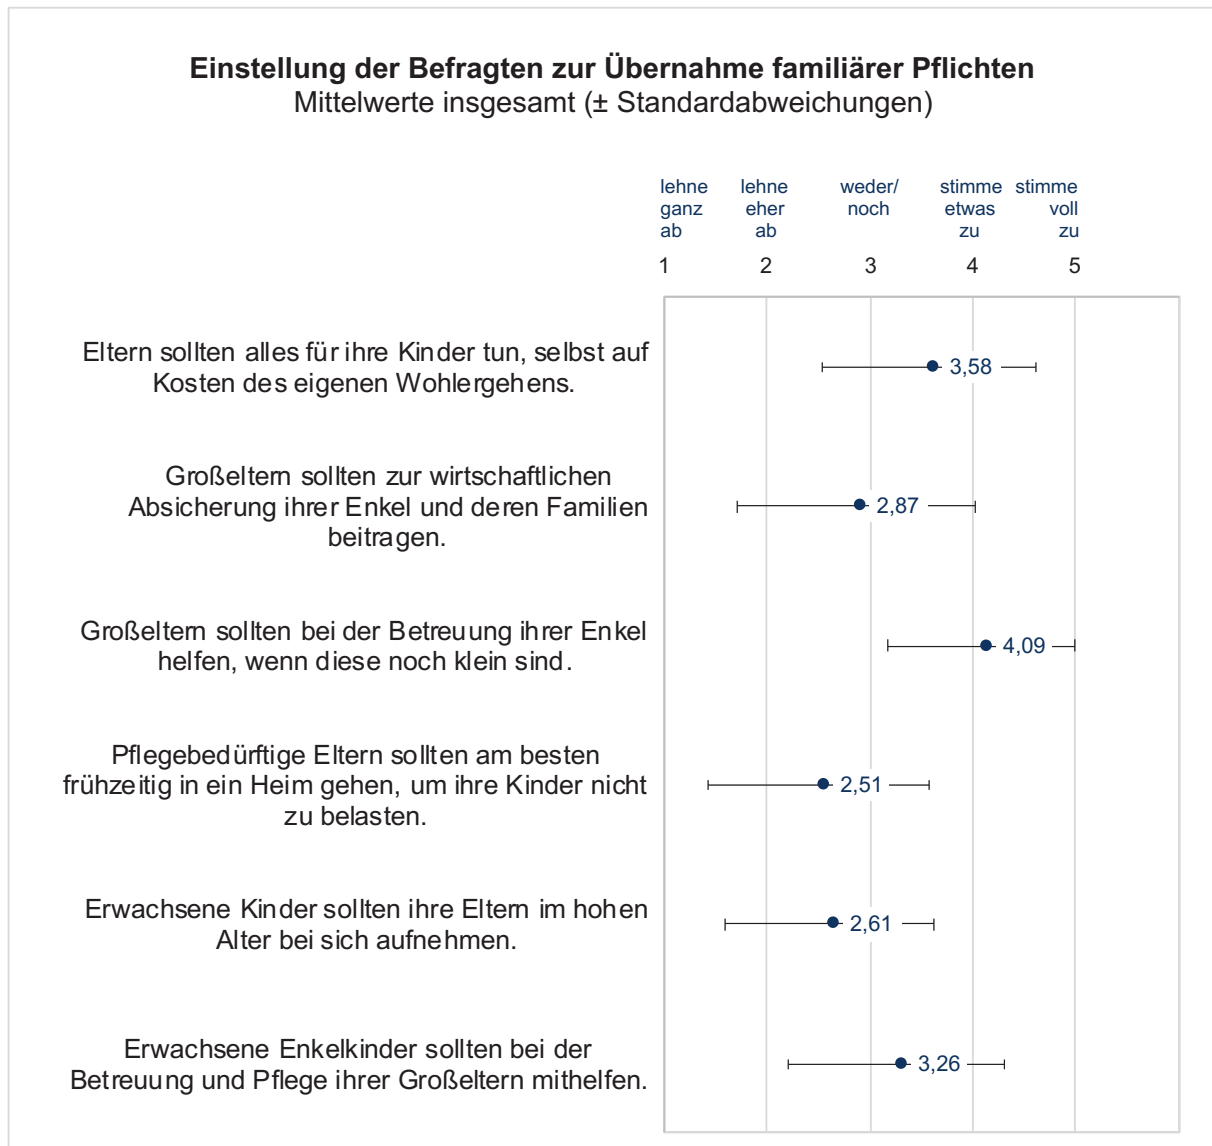 Einstellung der Befragten zur Übernahme familiärer Pflichten
Mittelwerte insgesamt (± Standardabweichungen)
lehne ganz ab
lehne eher ab
weder/ noch
stimme etwas zu
stimme voll zu
1 2 3 4 5
Eltern sollten alles für ihre Kinder tun, selbst auf
Kosten des eigenen Wohlergehens.
3,58
Großeltern sollten zur wirtschaftlichen
Absicherung ihrer Enkel und deren Familien
beitragen.
2,87
Großeltern sollten bei der Betreuung ihrer Enkel
helfen, wenn diese noch klein sind.
4,09
Pflegebedürftige Eltern sollten am besten
frühzeitig in ein Heim gehen, um ihre Kinder nicht
zu belasten.
2,51
Erwachsene Kinder sollten ihre Eltern im hohen
Alter bei sich aufnehmen.
2,61
Erwachsene Enkelkinder sollten bei der
Betreuung und Pflege ihrer Großeltern mithelfen.
3,26